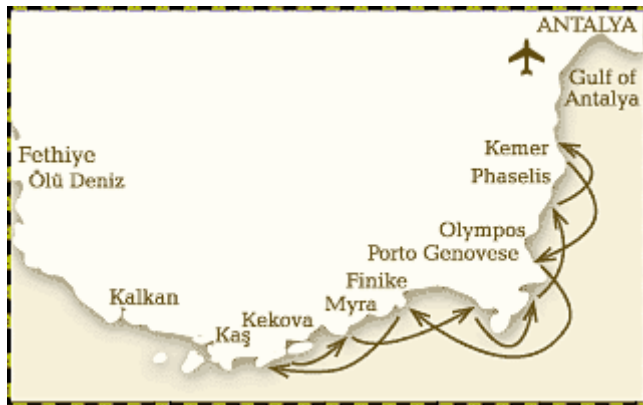 ANTALYA
Gulf of
Antalya
Kemer
Fethiye
Phaselis
Ölü Deniz
Olympos
Porto Genovese
Finike
Kalkan
Myra
Kekova
Kaş